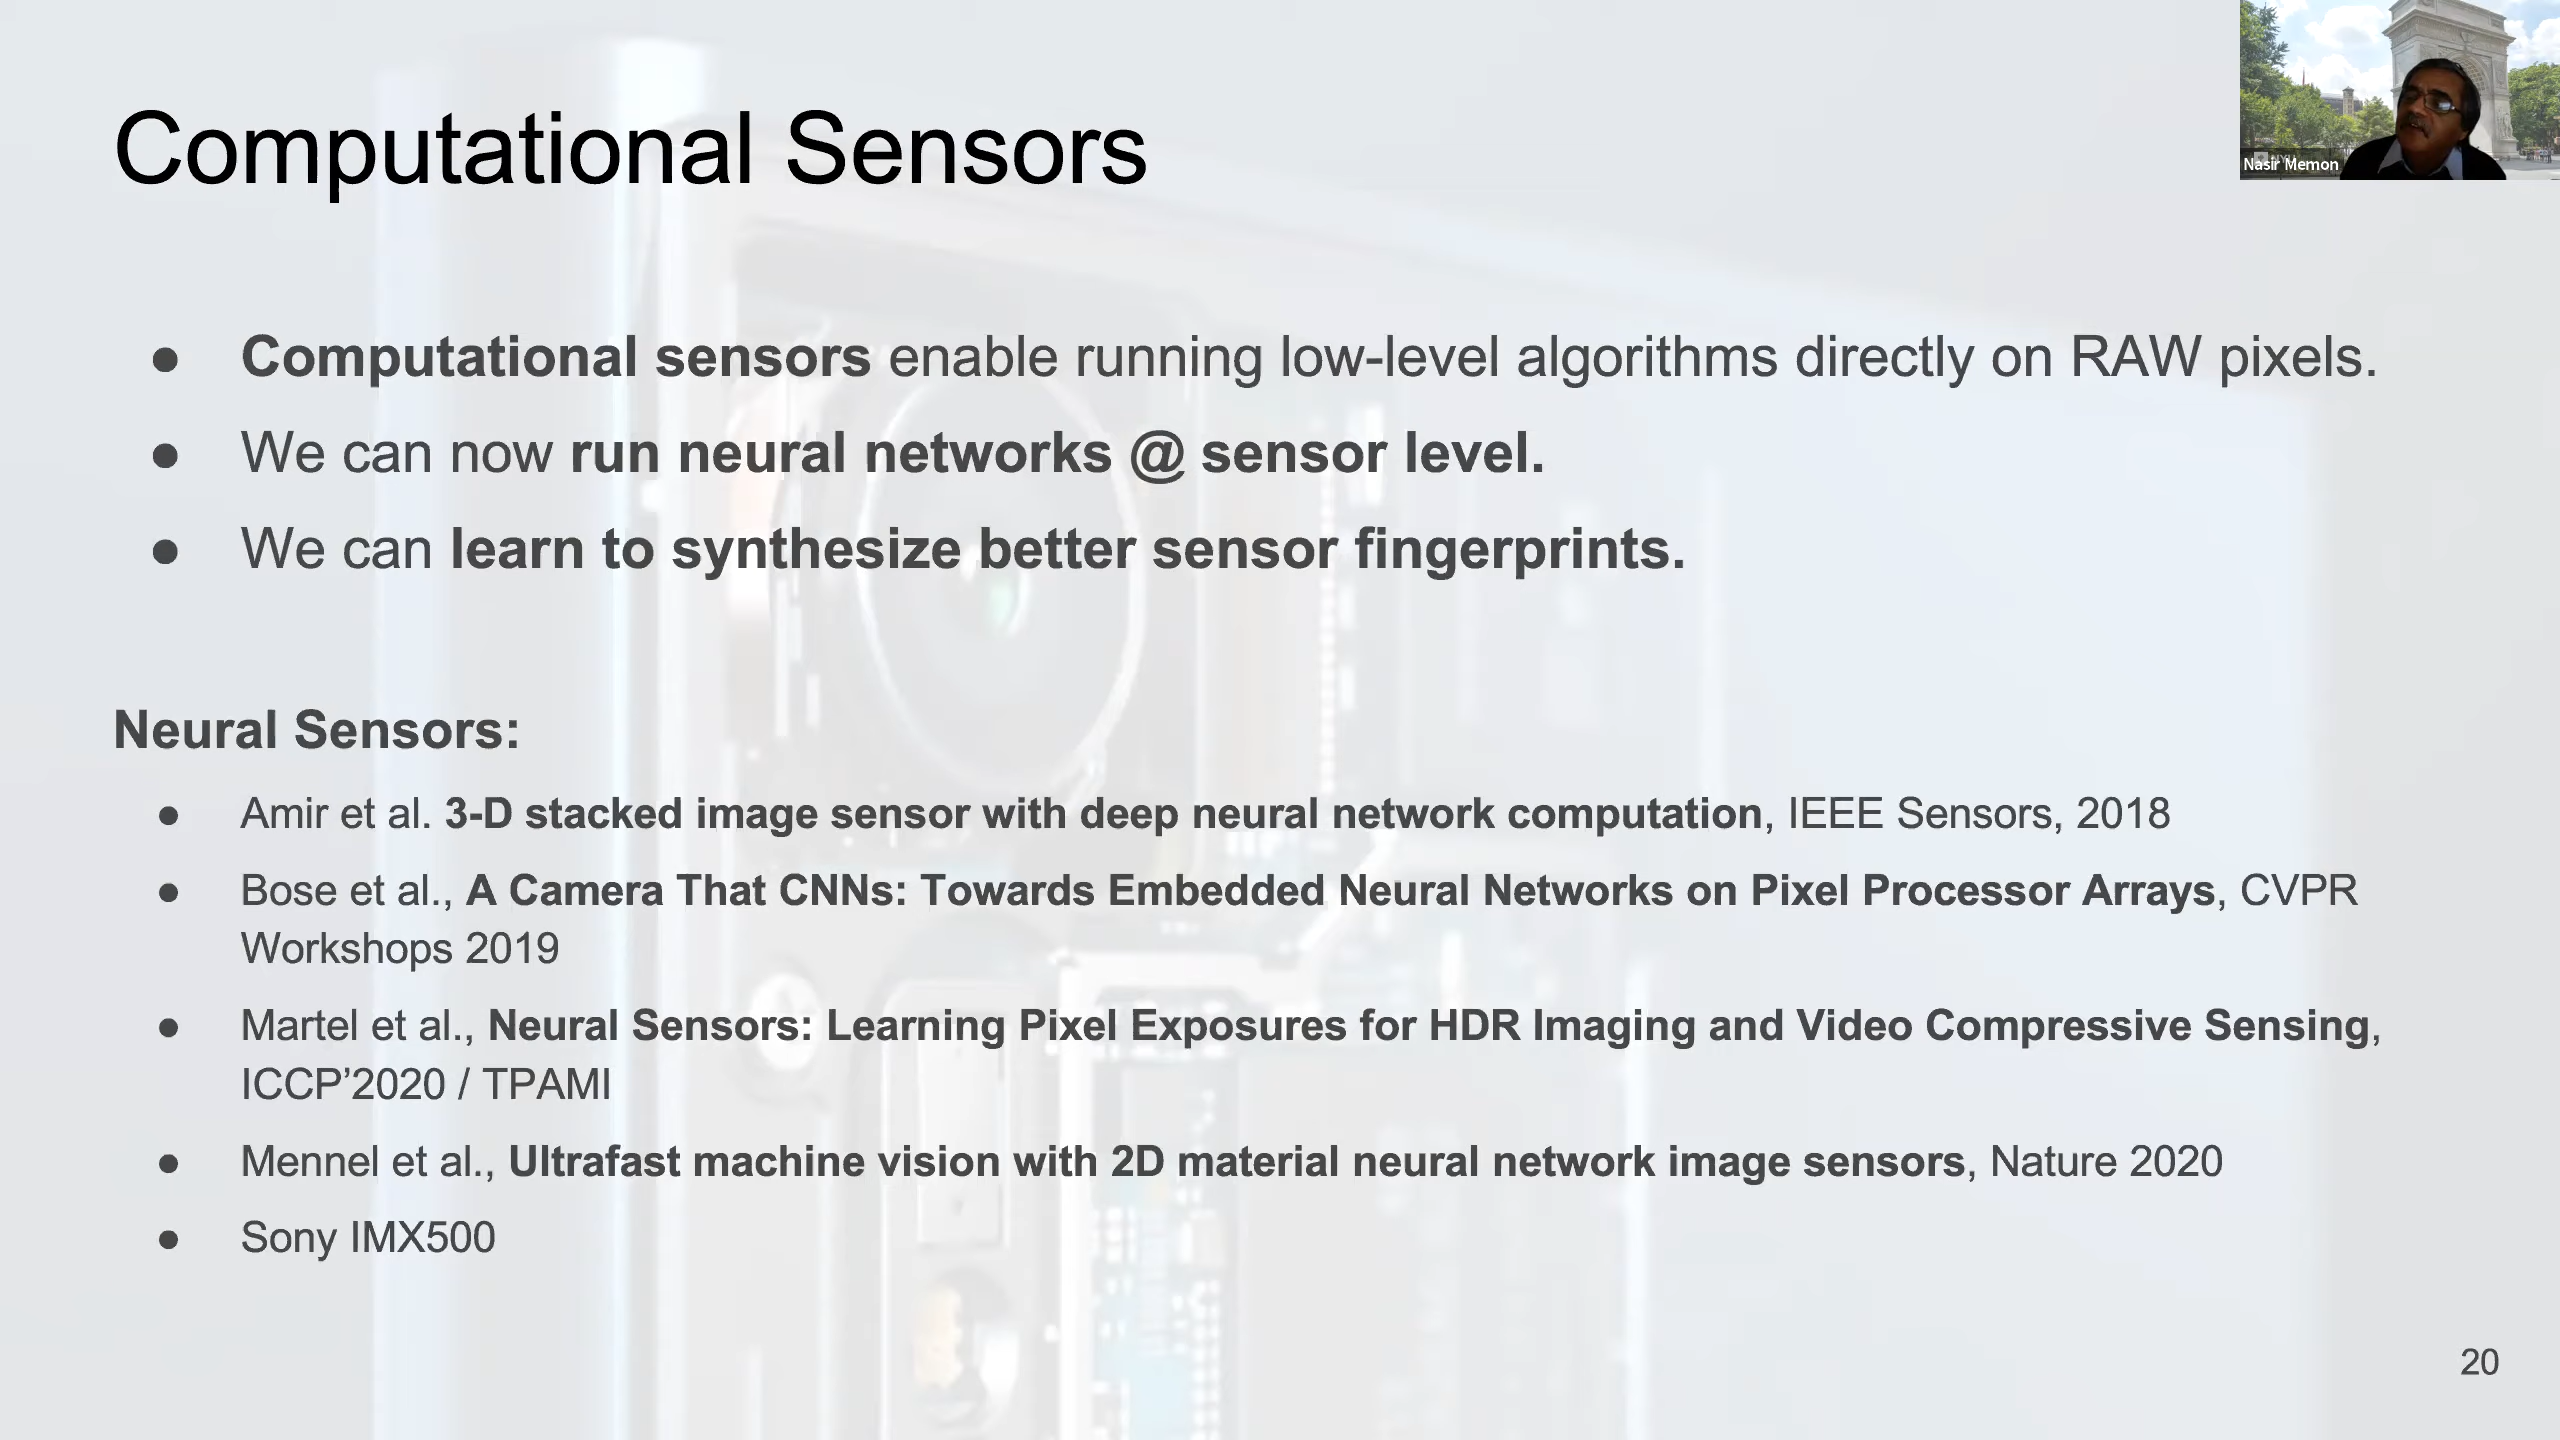 Computational Sensors
Nasir Memon
● Computational sensors enable running low-level algorithms directly on RAW pixels.
● We can now run neural networks @ sensor level.
● We can learn to synthesize better sensor fingerprints.
Neural Sensors:
● Amir et al. 3-D stacked image sensor with deep neural network computation, IEEE Sensors, 2018
● Bose et al., A Camera That CNNs: Towards Embedded Neural Networks on Pixel Processor Arrays, CVPR
Workshops 2019
● Martel et al., Neural Sensors: Learning Pixel Exposures for HDR Imaging and Video Compressive Sensing,
ICCP’2020 / TPAMI
● Mennel et al., Ultrafast machine vision with 2D material neural network image sensors, Nature 2020
● Sony IMX500
20